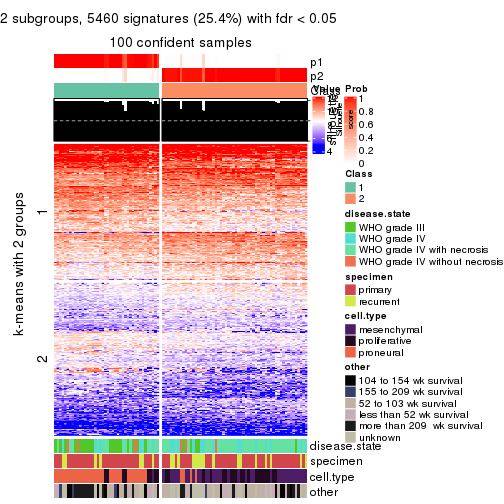 2 subgroups, 5460 signatures (25.4%) with fdr < 0.05
100 confident samples
p1
p2
Class
Value
Prob
1
0.8
0.6
0.4
0.2
0
4
silhouette
score
k-means with 2 groups
1
2
Class
1
2
disease.state
WHO grade III
WHO grade IV
WHO grade IV with necrosis
WHO grade IV without necrosis
specimen
primary
recurrent
cell.type
mesenchymal
proliferative
proneural
other
104 to 154 wk survival
155 to 209 wk survival
52 to 103 wk survival
less than 52 wk survival
more than 209  wk survival
unknown
disease.state
specimen
cell.type
other